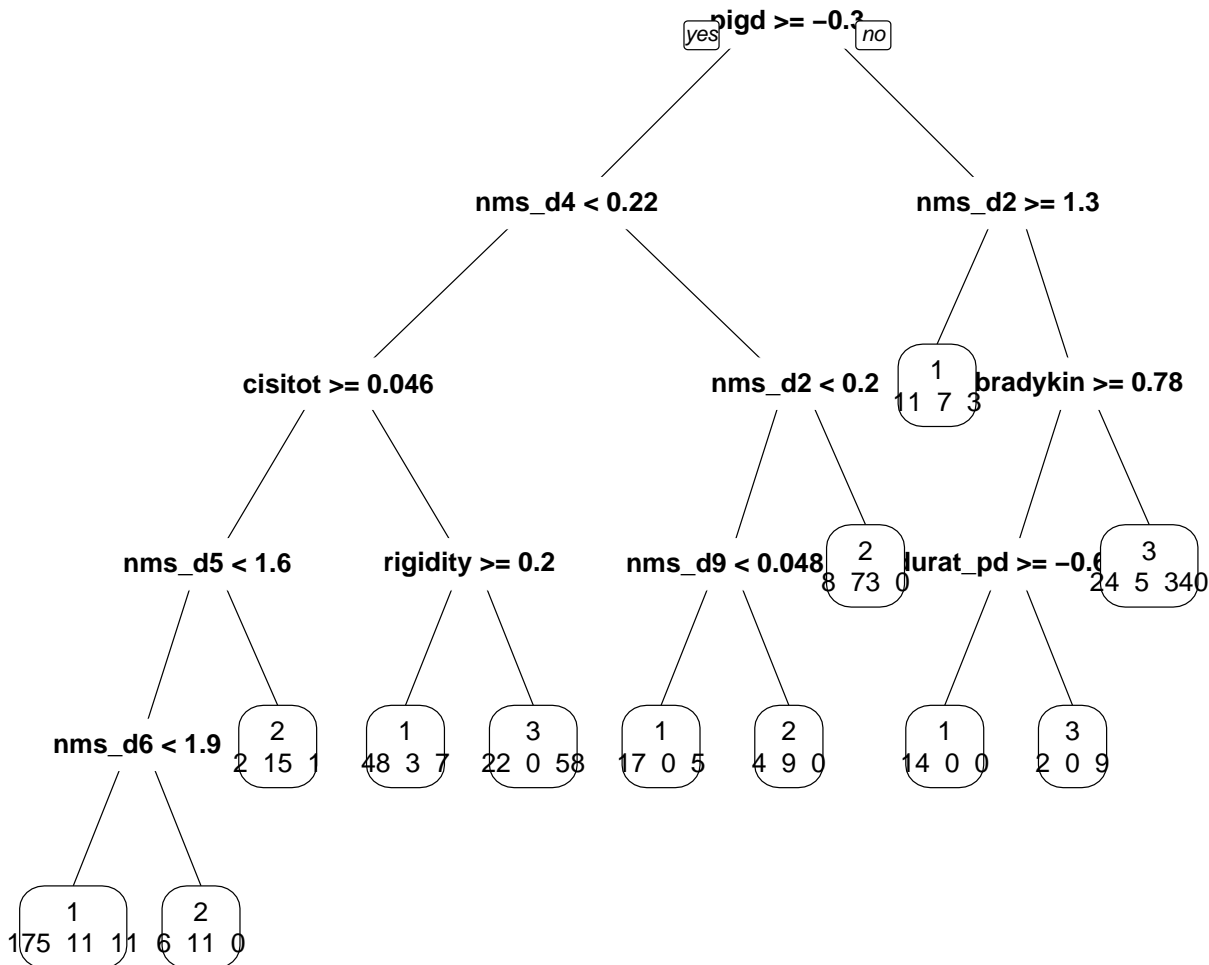 pigd >= −0.3
yes
no
nms_d4 < 0.22
nms_d2 >= 1.3
cisitot >= 0.046
nms_d2 < 0.2
1
11 7 3
bradykin >= 0.78
nms_d5 < 1.6
rigidity >= 0.2
nms_d9 < 0.048
2
8 73 0
durat_pd >= −0.6
3
24 5 340
nms_d6 < 1.9
2
2 15 1
1
48 3 7
3
22 0 58
1
17 0 5
2
4 9 0
1
14 0 0
3
2 0 9
1
175 11 11
2
6 11 0